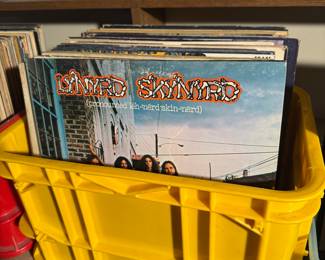 LYNYRD SKYNYRD
(pronounced 'lĕh-'nérd 'skin-'nérd)